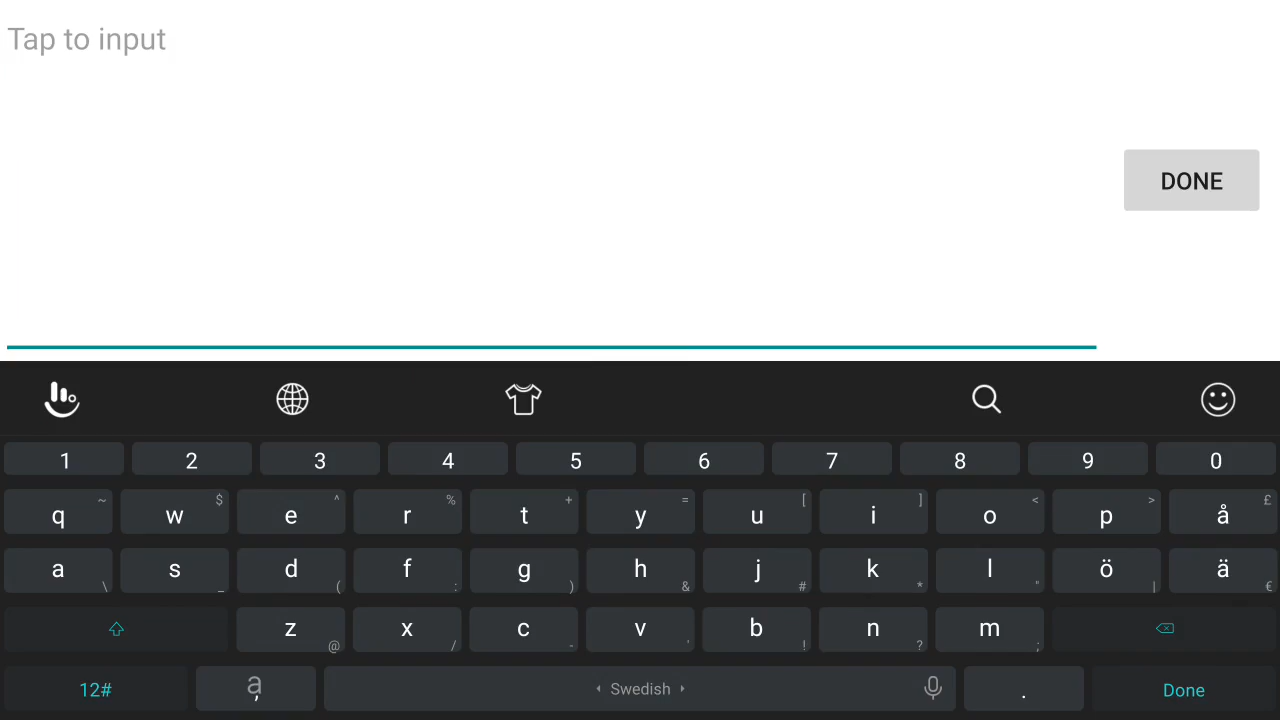 Tap to input
DONE
1 2 3 4 5 6 7 8 9 0
q ~ w $ e ^ r % t + y = u [ i ] o < p > å £
a \ s _ d ( f : g ) h & j # k * l " ö | ä €
z @ x / c - v ' b ! n ? m ;
12# a , Swedish . Done